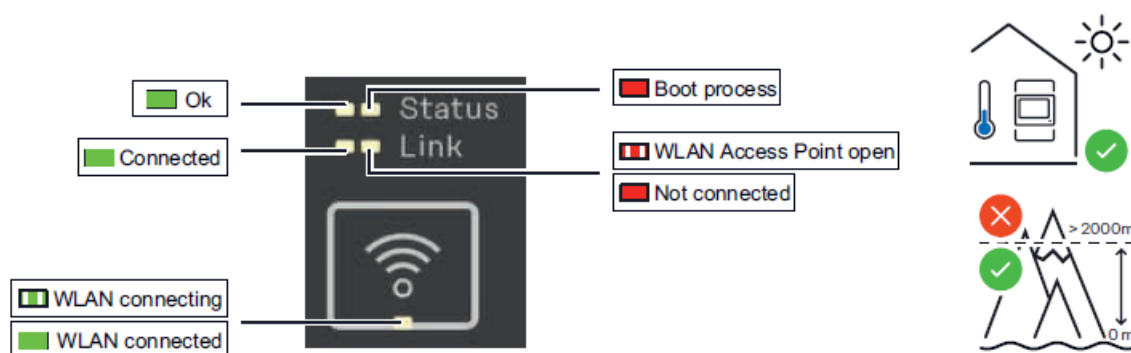 Ok
Connected
Status
Link
Boot process
WLAN Access Point open
Not connected
WLAN connecting
WLAN connected
> 2000m
0 m